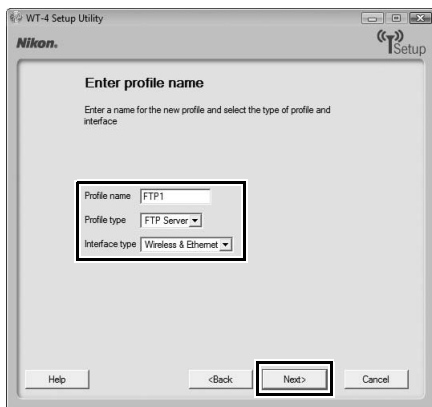 WT-4 Setup Utility
Nikon.
Setup
Enter profile name
Enter a name for the new profile and select the type of profile and
interface
Profile name FTP1
Profile type FTP Server
Interface type Wireless & Ethernet
Help <Back Next> Cancel